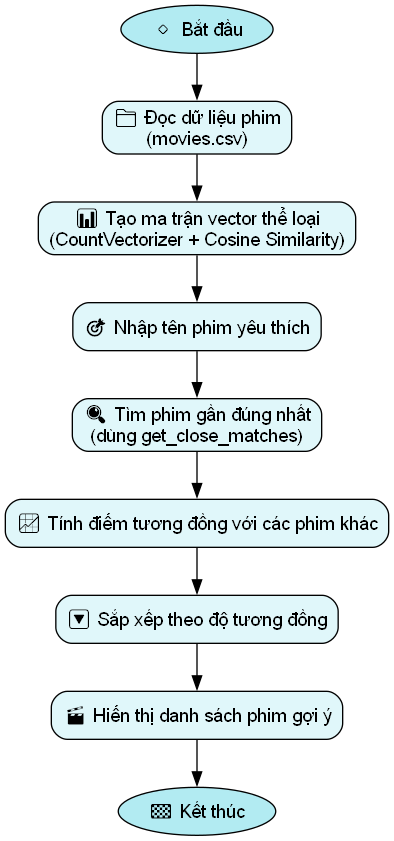 Bắt đầu
Đọc dữ liệu phim
(movies.csv)
Tạo ma trận vector thể loại
(CountVectorizer + Cosine Similarity)
Nhập tên phim yêu thích
Tìm phim gần đúng nhất
(dùng get_close_matches)
Tính điểm tương đồng với các phim khác
Sắp xếp theo độ tương đồng
Hiển thị danh sách phim gợi ý
Kết thúc